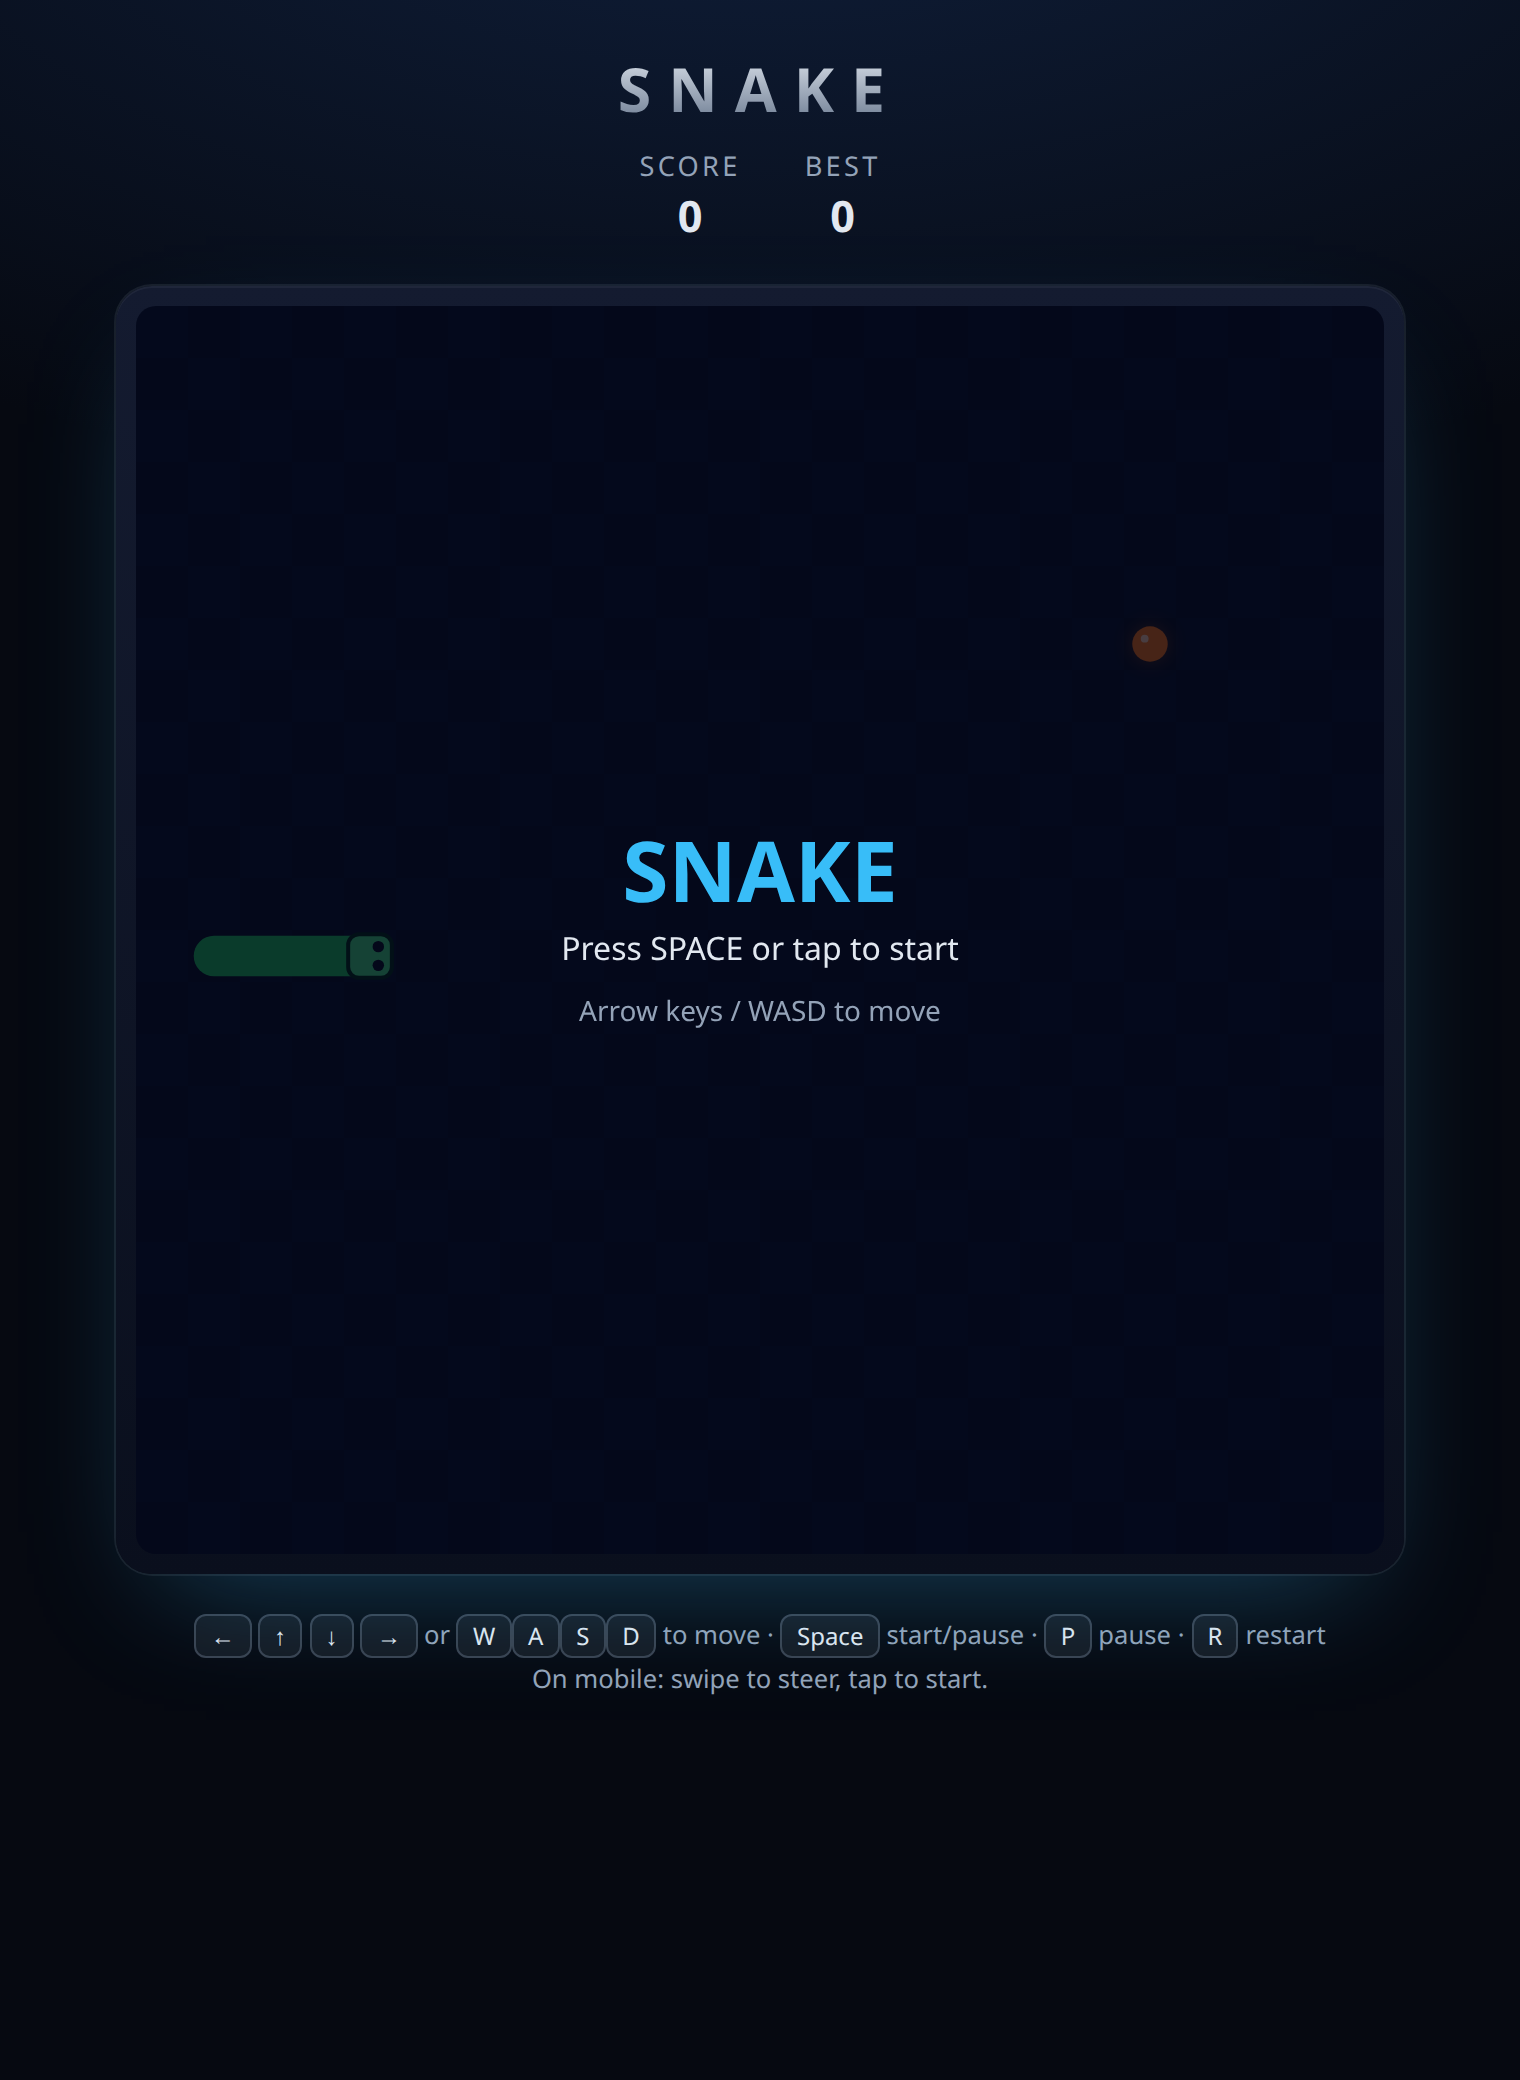 SNAKE
SCORE BEST
0 0
SNAKE
Press SPACE or tap to start
Arrow keys / WASD to move
← ↑ ↓ → or W A S D to move · Space start/pause · P pause · R restart
On mobile: swipe to steer, tap to start.